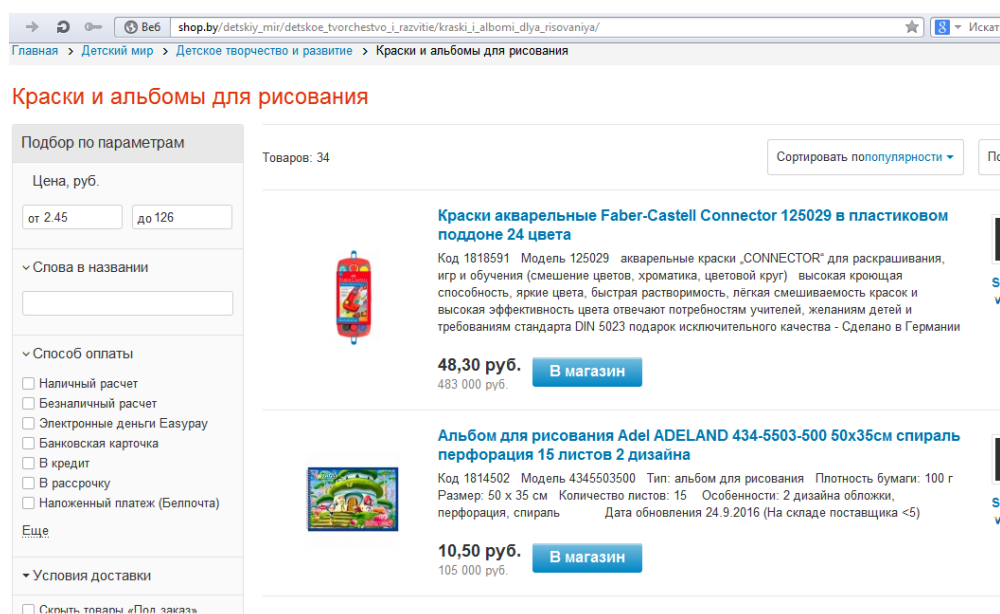 Веб
shop.by/detskiy_mir/detskoe_tvorchestvo_i_razvitie/kraski_i_albomi_dlya_risovaniya/
8
Искат
Главная > Детский мир > Детское творчество и развитие > Краски и альбомы для рисования
Краски и альбомы для рисования
Подбор по параметрам
Цена, руб.
от 2.45
до 126
Слова в названии
Способ оплаты
Наличный расчет
Безналичный расчет
Электронные деньги Easypay
Банковская карточка
В кредит
В рассрочку
Наложенный платеж (Белпочта)
Еще
Условия доставки
Скрыть товары «Под заказ»
Товаров: 34
Сортировать по популярности
По
Краски акварельные Faber-Castell Connector 125029 в пластиковом
поддоне 24 цвета
Код 1818591 Модель 125029 акварельные краски „CONNECTOR“ для раскрашивания,
игр и обучения (смешение цветов, хроматика, цветовой круг) высокая кроющая
способность, яркие цвета, быстрая растворимость, лёгкая смешиваемость красок и
высокая эффективность цвета отвечают потребностям учителей, желаниям детей и
требованиям стандарта DIN 5023 подарок исключительного качества - Сделано в Германии
48,30 руб.
483 000 руб.
В магазин
Альбом для рисования Adel ADELAND 434-5503-500 50х35см спираль
перфорация 15 листов 2 дизайна
Код 1814502 Модель 4345503500 Тип: альбом для рисования Плотность бумаги: 100 г
Размер: 50 х 35 см Количество листов: 15 Особенности: 2 дизайна обложки,
перфорация, спираль Дата обновления 24.9.2016 (На складе поставщика <5)
10,50 руб.
105 000 руб.
В магазин